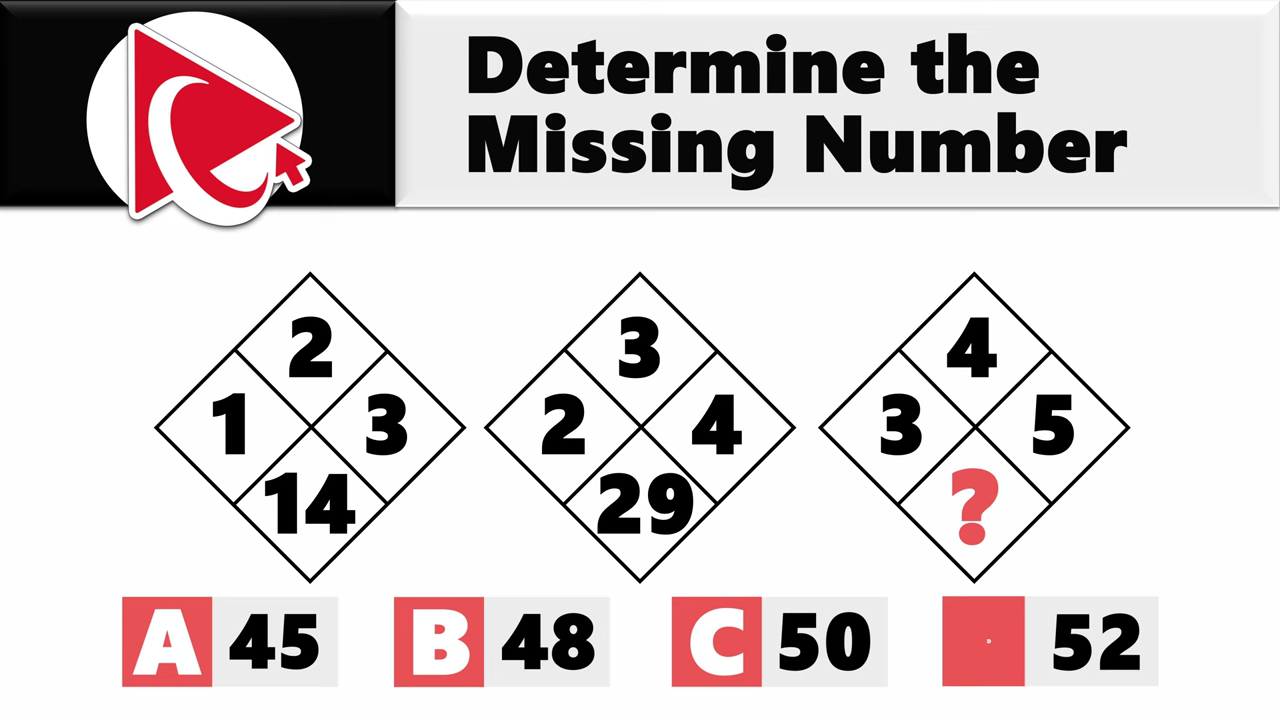 Determine the
Missing Number
2 3 4
1 3 2 4 3 5
14 29 ?
A 45 B 48 C 50 52